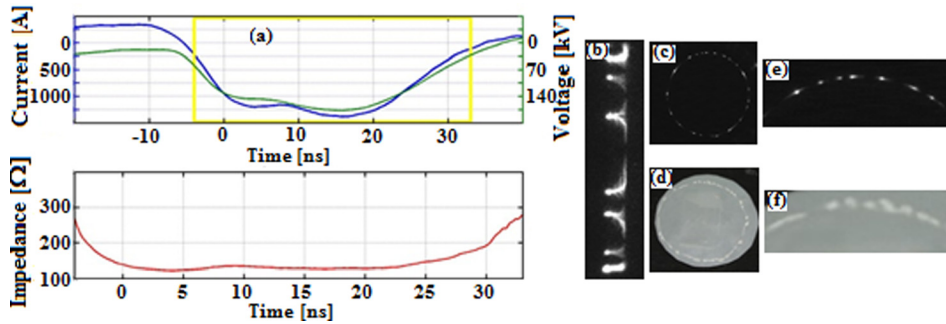 Current [A]
0
500
1000
(a)
0
70
140
Voltage [kV]
-10 0 10 20 30
Time [ns]
Impedance [Ω]
300
200
100
0 5 10 15 20 25 30
Time [ns]
(b)
(c)
(e)
(d)
(f)